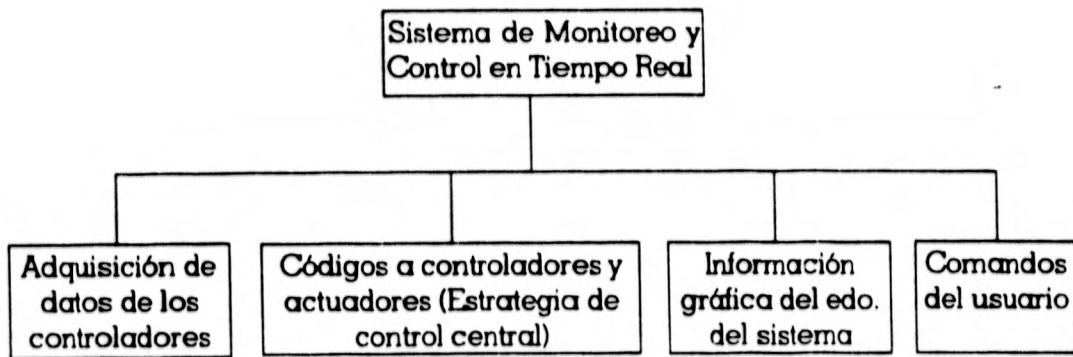 Sistema de Monitoreo y
Control en Tiempo Real
Adquisición de
datos de los
controladores
Códigos a controladores y
actuadores (Estrategia de
control central)
Información
gráfica del edo.
del sistema
Comandos
del usuario